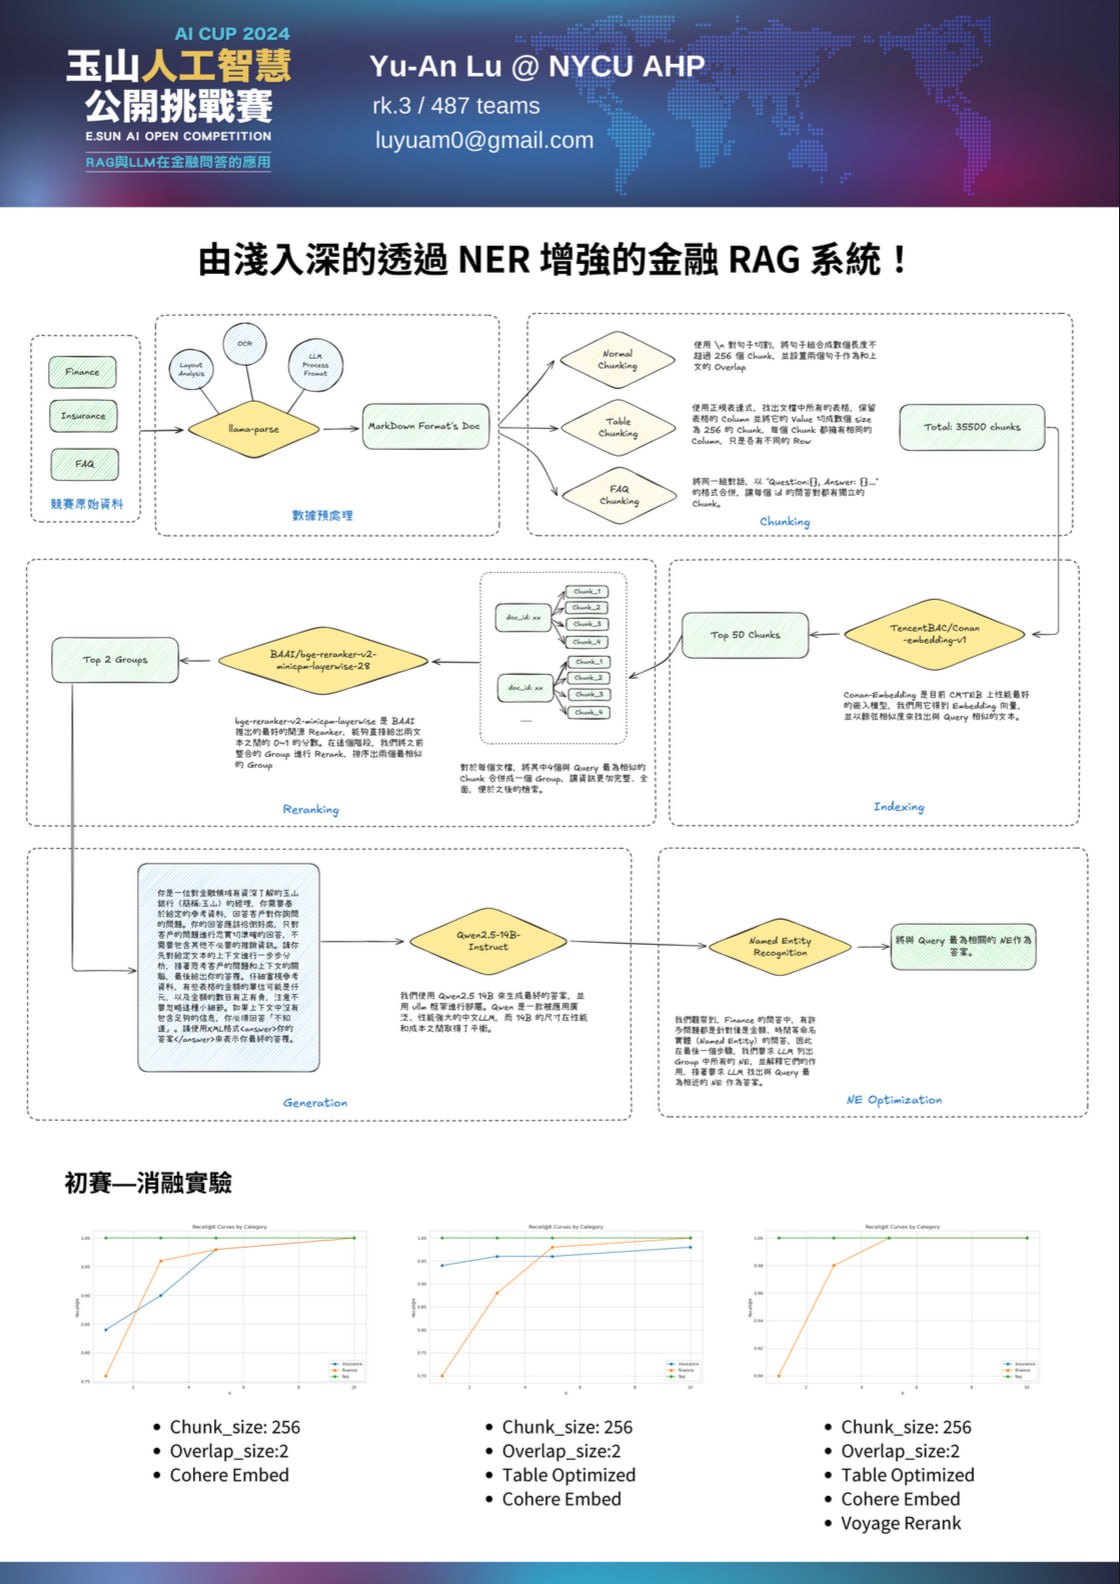 AI CUP 2024
玉山人工智慧
公開挑戰賽
E.SUN AI OPEN COMPETITION
RAG與LLM在金融問答的應用
Yu-An Lu @ NYCU AHP
rk.3 / 487 teams
luyuam0@gmail.com
由淺入深的透過 NER 增強的金融 RAG 系統！
Finance
Insurance
FAQ
競賽原始資料
Layout
Analysis
OCR
LLM
Process
Fromat
llama-parse
MarkDown Format's Doc
數據預處理
Normal
Chunking
使用 \n 對句子切割，將句子組合成數個長度不
超過 256 個 Chunk，並設置兩個句子作為和上
文的 Overlap
Table
Chunking
使用正規表達式，找出文檔中所有的表格，保留
表格的 Column 並將它的 Value 切成數個 size
為 256 的 Chunk，每個 Chunk 都擁有相同的
Column，只是各有不同的 Row
FAQ
Chunking
將同一組對話，以 "Question:{}, Answer: {}..."
的格式合併，讓每個 id 的問答對都有獨立的
Chunk。
Total: 35500 chunks
Chunking
Top 2 Groups
BAAI/bge-reranker-v2-
minicpm-layerwise-28
bge-reranker-v2-minicpm-layerwise 是 BAAI
推出的最好的開源 Reanker，能夠直接給出兩文
本之間的 0~1 的分數。在這個階段，我們將之前
整合的 Group 進行 Rerank，排序出兩個最相似
的 Group
doc_id: xx
Chunk_1
Chunk_2
Chunk_3
Chunk_4
doc_id: xx
Chunk_1
Chunk_2
Chunk_3
Chunk_4
對於每個文檔，將其中4個與 Query 最為相似的
Chunk 合併成一個 Group，讓資訊更加完整、全
面，便於之後的檢索。
Reranking
Top 50 Chunks
TencentBAC/Conan
-embedding-v1
Conan-Embedding 是目前 CMTEB 上性能最好
的嵌入模型，我們用它得到 Embedding 向量，
並以餘弦相似度來找出與 Query 相似的文本。
Indexing
你是一位對金融領域有資深了解的玉山
銀行（簡稱:玉山）的經理，你需要基
於給定的參考資料，回答客戶對你詢問
的問題。你的回答應該恰倒好處，只對
客戶的問題進行忠實切準確的回答，不
需要包含其他不必要的推銷資訊。請你
先對給定文本的上下文進行一步步分
析，接著思考客戶的問題和上下文的關
聯，最後給出你的答覆。仔細審視參考
資料，有些表格的金額的單位可能是仟
元，以及金額的數目有正有負，注意不
要忽略這種小細節。如果上下文中沒有
包含足夠的信息，你必須回答「不知
道」。請使用XML格式<answer>你的
答案</answer>來表示你最終的答覆。
Qwen2.5-14B-
Instruct
我們使用 Qwen2.5 14B 來生成最終的答案，並
用 vllm 框架進行部屬。Qwen 是一款被應用廣
泛、性能強大的中文LLM，而 14B 的尺寸在性能
和成本之間取得了平衡。
Generation
Named Entity
Recognition
我們觀察到，Finance 的問答中，有許
多問題都是針對像是金額、時間等命名
實體（Named Entity）的問答，因此
在最後一個步驟，我們要求 LLM 列出
Group 中所有的 NE，並解釋它們的作
用，接著要求 LLM 找出與 Query 最
為相近的 NE 作為答案。
將與 Query 最為相關的 NE作為
答案。
NE Optimization
初賽—消融實驗
Recall@K Curves by Category
Recall@K
1.00
0.95
0.90
0.85
0.80
0.75
2
4
6
8
10
K
insurance
finance
faq
Recall@K Curves by Category
Recall@K
1.00
0.95
0.90
0.85
0.80
0.75
0.70
2
4
6
8
10
K
insurance
finance
faq
Recall@K Curves by Category
Recall@K
1.00
0.98
0.96
0.94
0.92
0.90
2
4
6
8
10
K
insurance
finance
faq
• Chunk_size: 256
• Overlap_size:2
• Cohere Embed
• Chunk_size: 256
• Overlap_size:2
• Table Optimized
• Cohere Embed
• Chunk_size: 256
• Overlap_size:2
• Table Optimized
• Cohere Embed
• Voyage Rerank